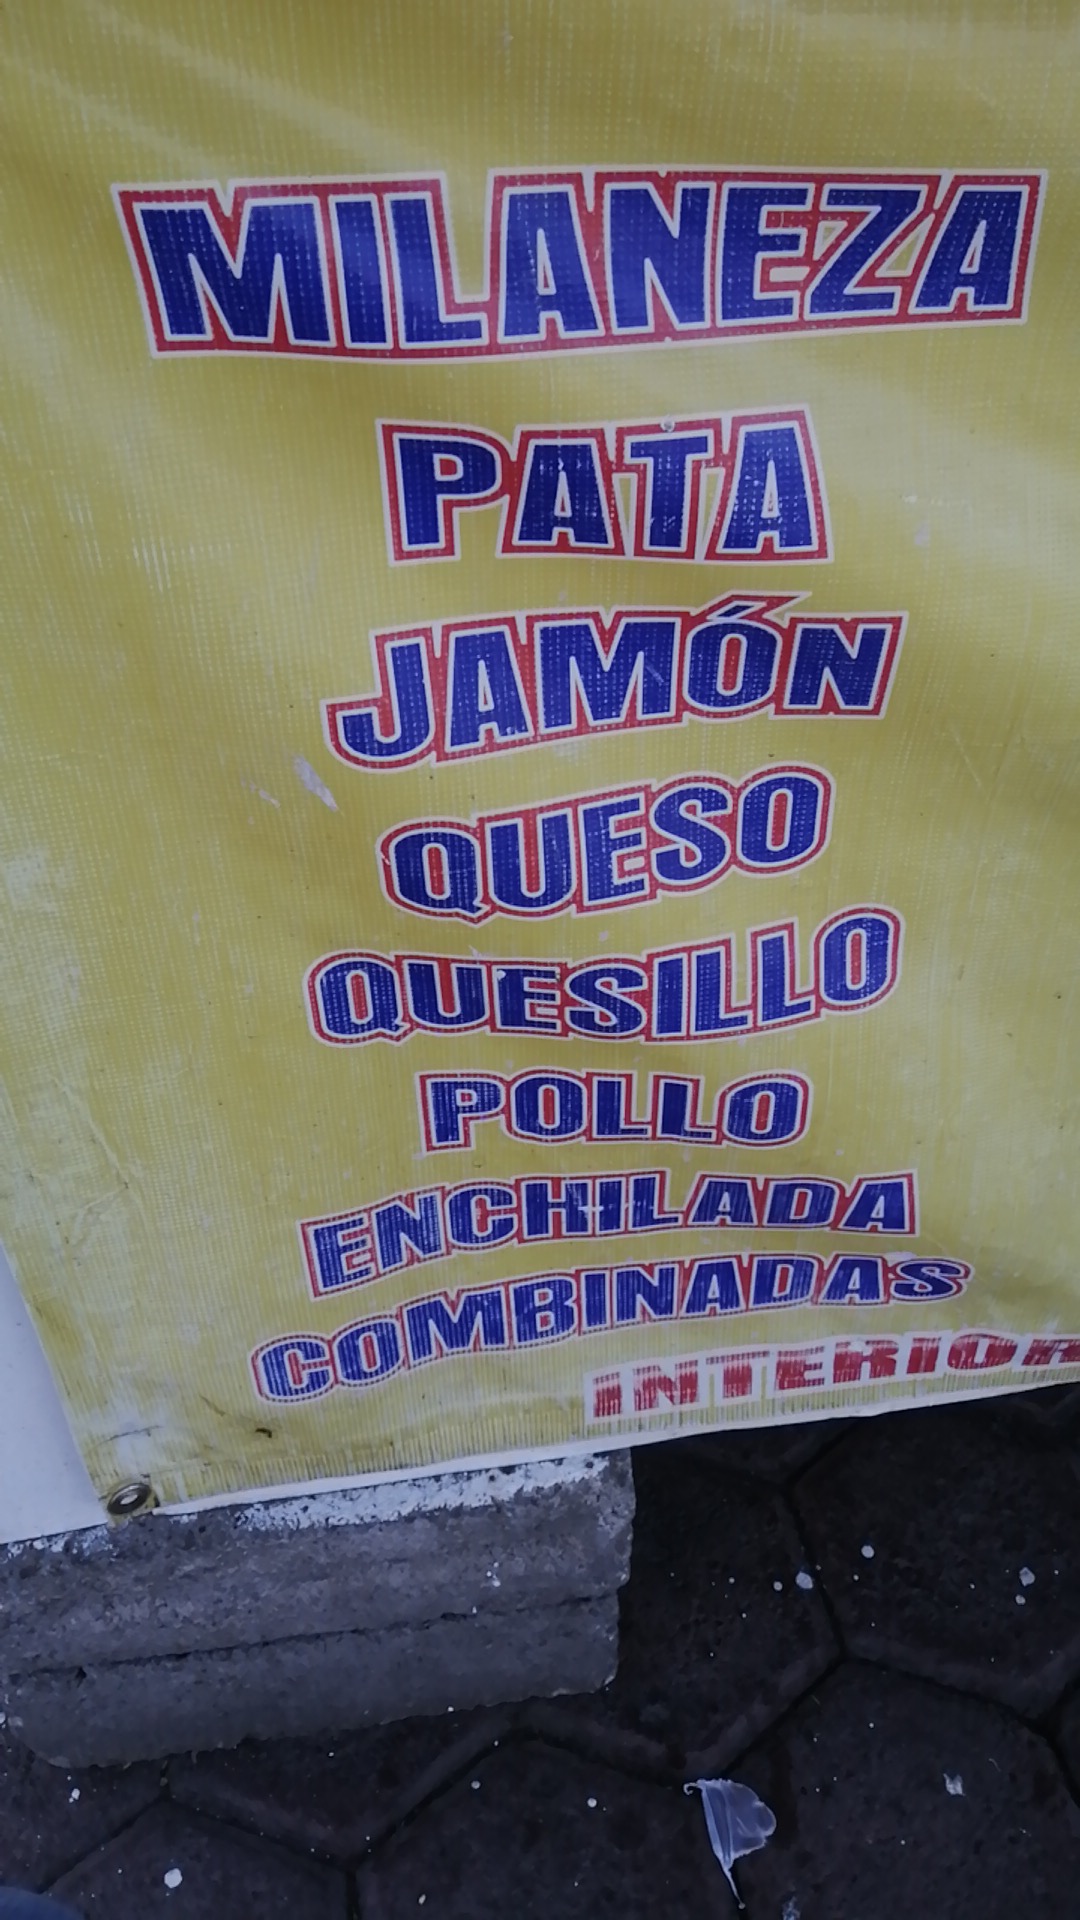 MILANEZA
PATA
JAMÓN
QUESO
QUESILLO
POLLO
ENCHILADA
COMBINADAS
INTERIOR